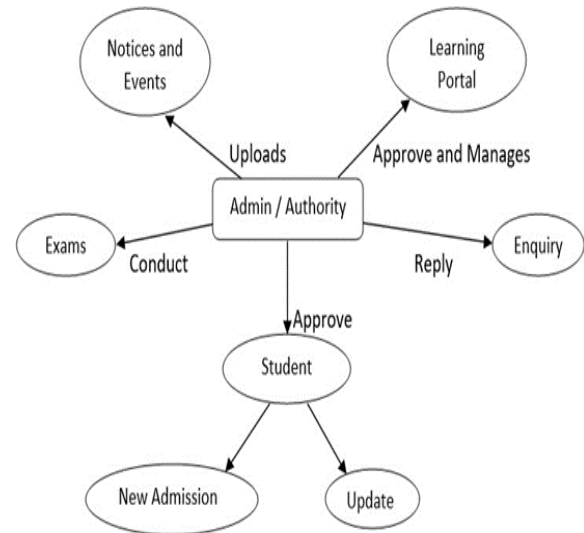 Notices and
Events
Learning
Portal
Uploads
Approve and Manages
Admin / Authority
Exams
Conduct
Reply
Enquiry
Approve
Student
New Admission
Update